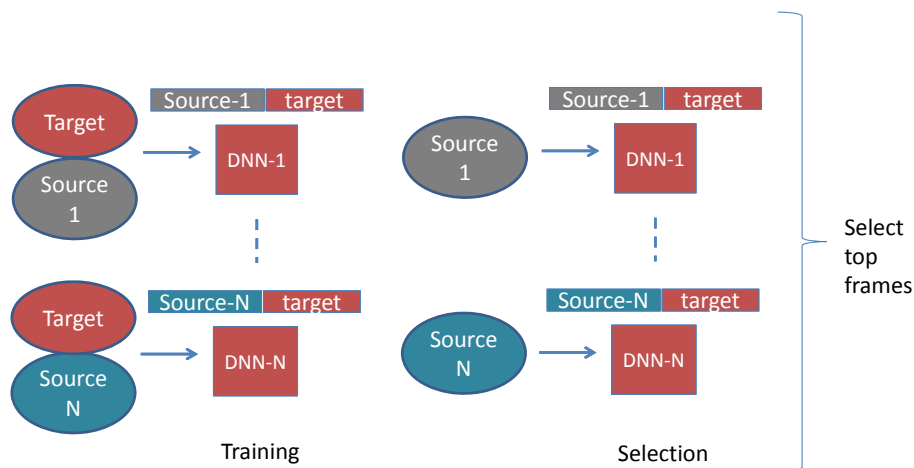 Target
Source
1
Source-1 target
DNN-1
Target
Source
N
Source-N target
DNN-N
Training
Source
1
Source-1 target
DNN-1
Source
N
Source-N target
DNN-N
Selection
Select
top
frames